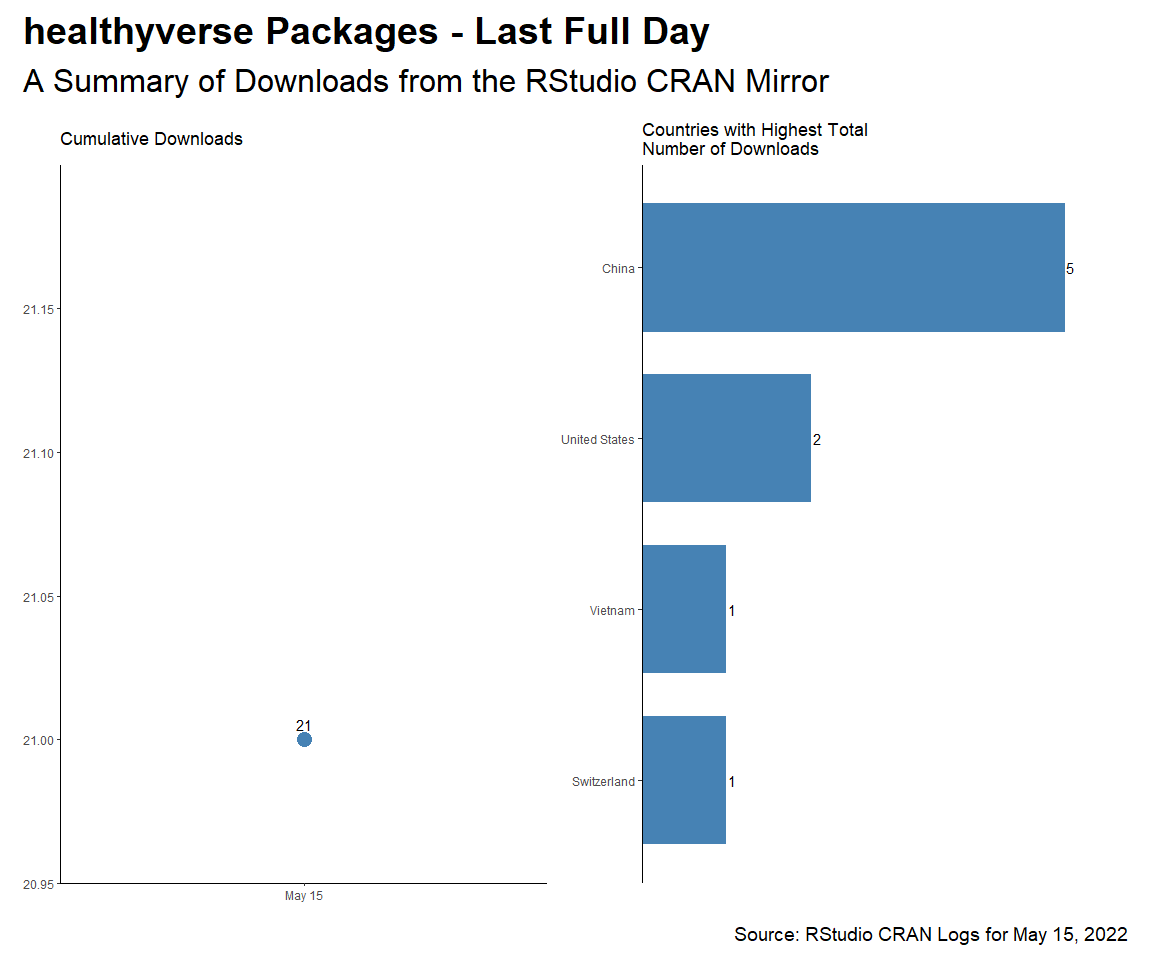 healthyverse Packages - Last Full Day
A Summary of Downloads from the RStudio CRAN Mirror
Cumulative Downloads
21.15
21.10
21.05
21.00
20.95
21
May 15
Countries with Highest Total
Number of Downloads
China
5
United States
2
Vietnam
1
Switzerland
1
Source: RStudio CRAN Logs for May 15, 2022